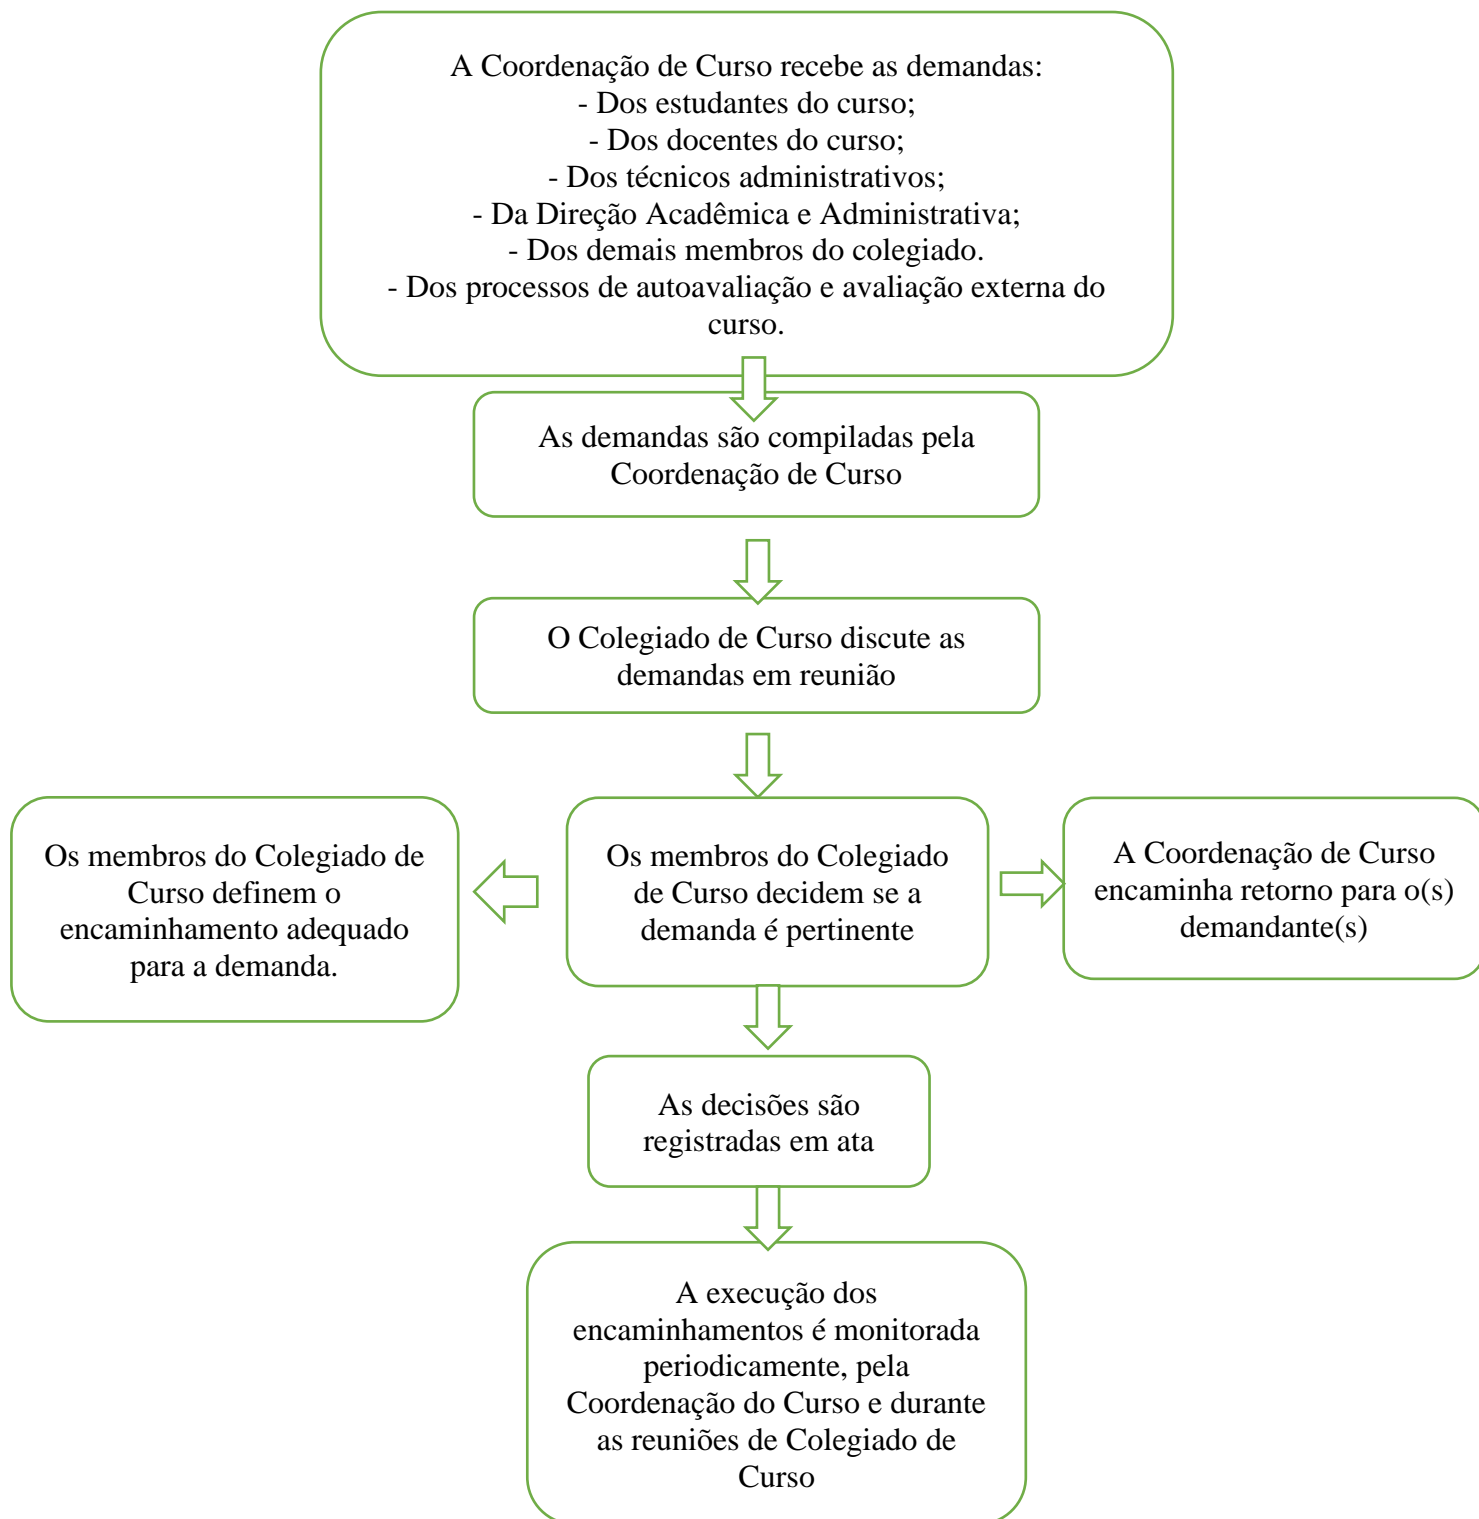 A Coordenação de Curso recebe as demandas:
- Dos estudantes do curso;
- Dos docentes do curso;
- Dos técnicos administrativos;
- Da Direção Acadêmica e Administrativa;
- Dos demais membros do colegiado.
- Dos processos de autoavaliação e avaliação externa do
curso.
As demandas são compiladas pela
Coordenação de Curso
O Colegiado de Curso discute as
demandas em reunião
Os membros do Colegiado de
Curso definem o
encaminhamento adequado
para a demanda.
Os membros do Colegiado
de Curso decidem se a
demanda é pertinente
A Coordenação de Curso
encaminha retorno para o(s)
demandante(s)
As decisões são
registradas em ata
A execução dos
encaminhamentos é monitorada
periodicamente, pela
Coordenação do Curso e durante
as reuniões de Colegiado de
Curso